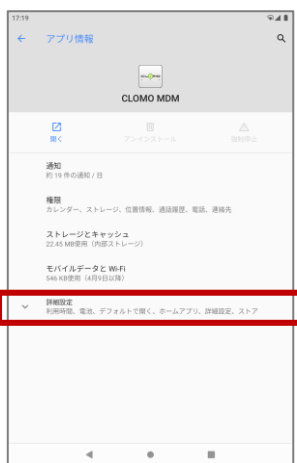 17:19
アプリ情報
CLOMO
CLOMO MDM
開く
アンインストール
強制停止
通知
約 19 件の通知 / 日
権限
カレンダー、ストレージ、位置情報、通話履歴、電話、連絡先
ストレージとキャッシュ
22.45 MB使用（内部ストレージ）
モバイルデータと Wi-Fi
546 KB使用（4月9日以降）
詳細設定
利用時間、電池、デフォルトで開く、ホームアプリ、詳細設定、ストア